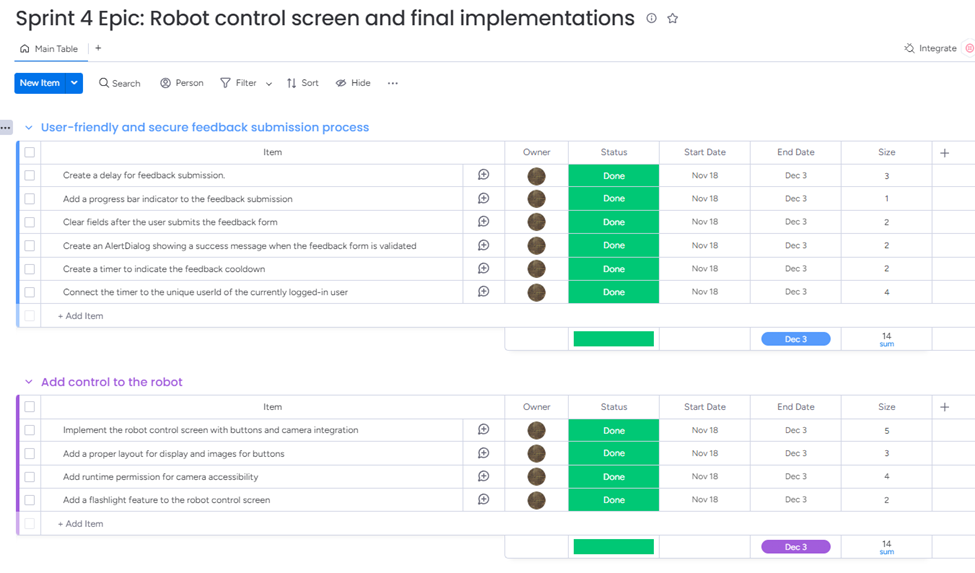 Sprint 4 Epic: Robot control screen and final implementations
Main Table + Integrate
New Item Search Person Filter Sort Hide ...
User-friendly and secure feedback submission process
Item Owner Status Start Date End Date Size +
Create a delay for feedback submission. Done Nov 18 Dec 3 3
Add a progress bar indicator to the feedback submission Done Nov 18 Dec 3 1
Clear fields after the user submits the feedback form Done Nov 18 Dec 3 2
Create an AlertDialog showing a success message when the feedback form is validated Done Nov 18 Dec 3 2
Create a timer to indicate the feedback cooldown Done Nov 18 Dec 3 2
Connect the timer to the unique userId of the currently logged-in user Done Nov 18 Dec 3 4
+ Add Item
Dec 3 14
sum
Add control to the robot
Item Owner Status Start Date End Date Size +
Implement the robot control screen with buttons and camera integration Done Nov 18 Dec 3 5
Add a proper layout for display and images for buttons Done Nov 18 Dec 3 3
Add runtime permission for camera accessibility Done Nov 18 Dec 3 4
Add a flashlight feature to the robot control screen Done Nov 18 Dec 3 2
+ Add Item
Dec 3 14
sum